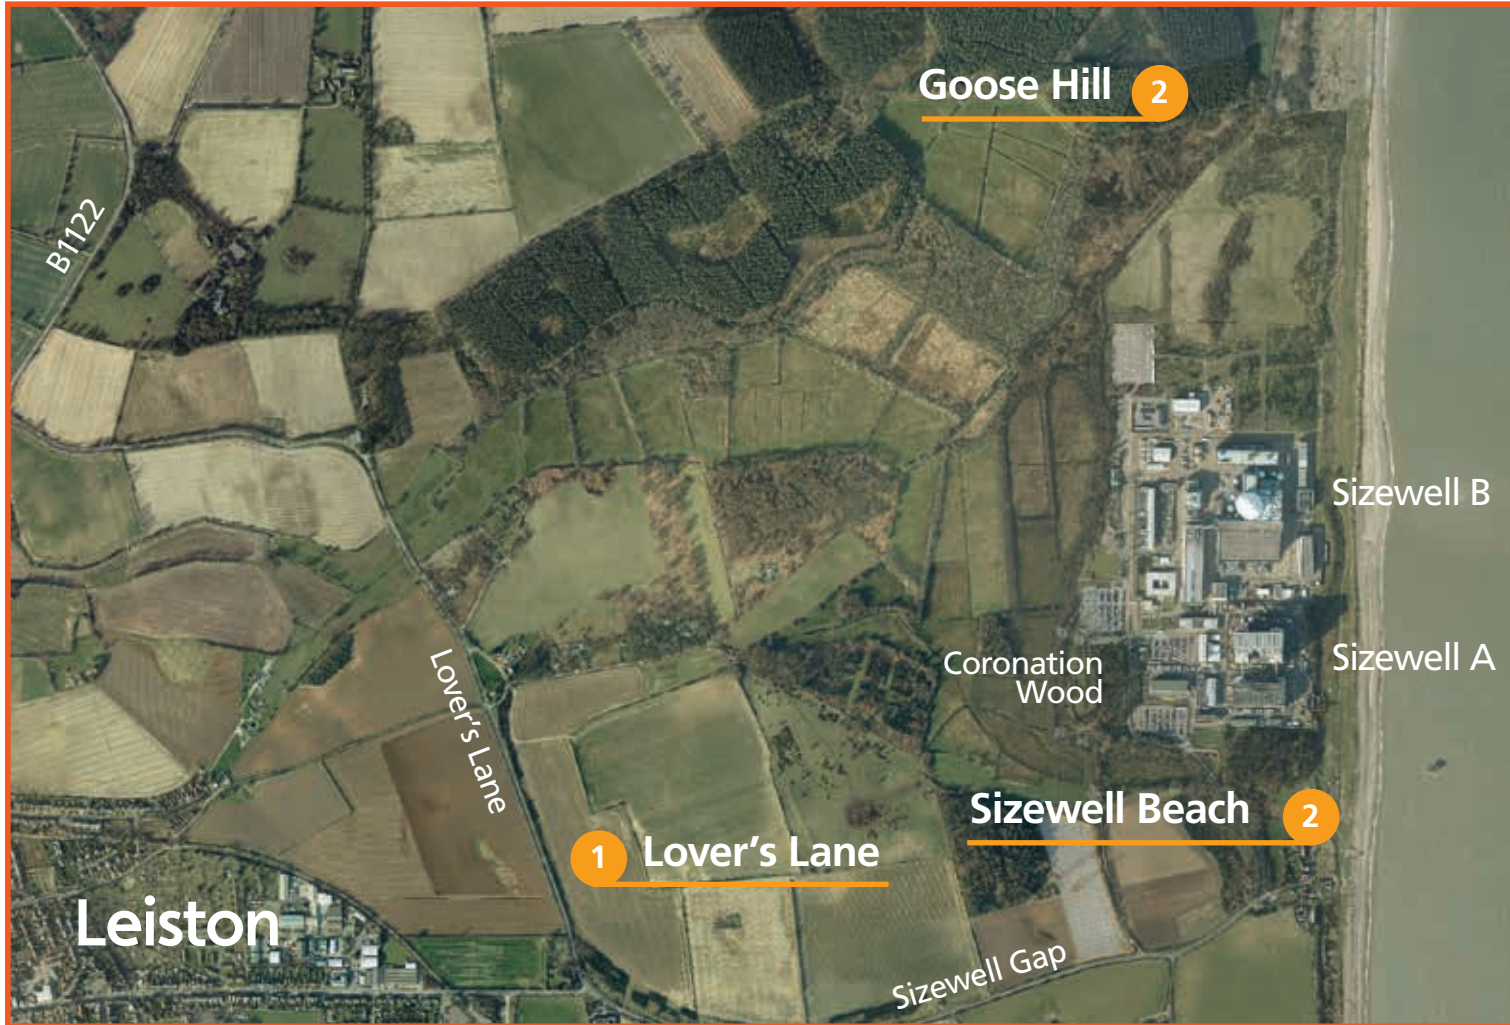 Goose Hill 2
B1122
Sizewell B
Sizewell A
Coronation
Wood
Lover's Lane
Sizewell Beach 2
1 Lover's Lane
Leiston
Sizewell Gap